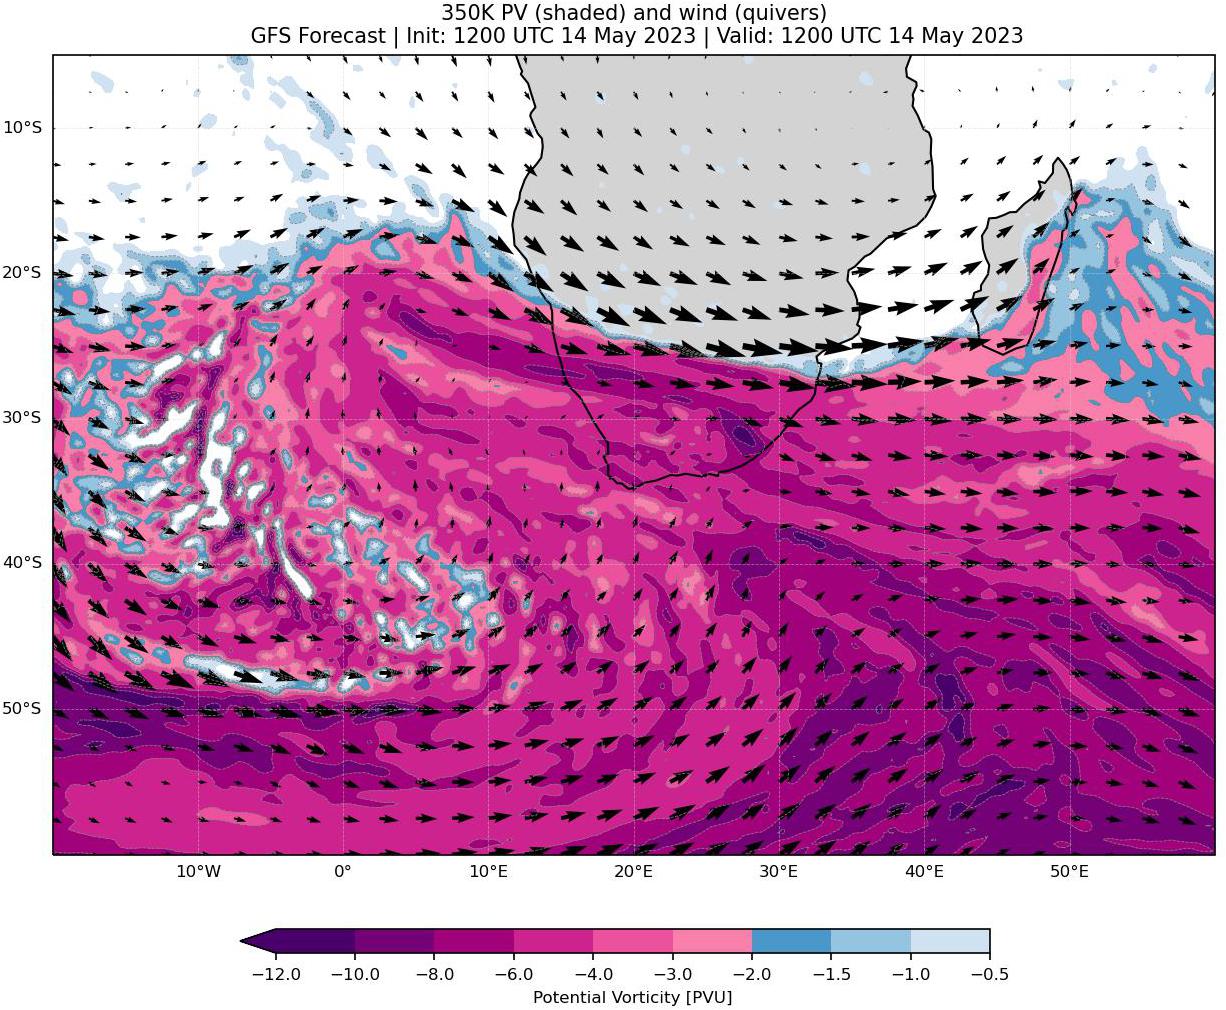 350K PV (shaded) and wind (quivers)
GFS Forecast | Init: 1200 UTC 14 May 2023 | Valid: 1200 UTC 14 May 2023
10°S
20°S
30°S
40°S
50°S
10°W 0° 10°E 20°E 30°E 40°E 50°E
−12.0 −10.0 −8.0 −6.0 −4.0 −3.0 −2.0 −1.5 −1.0 −0.5
Potential Vorticity [PVU]